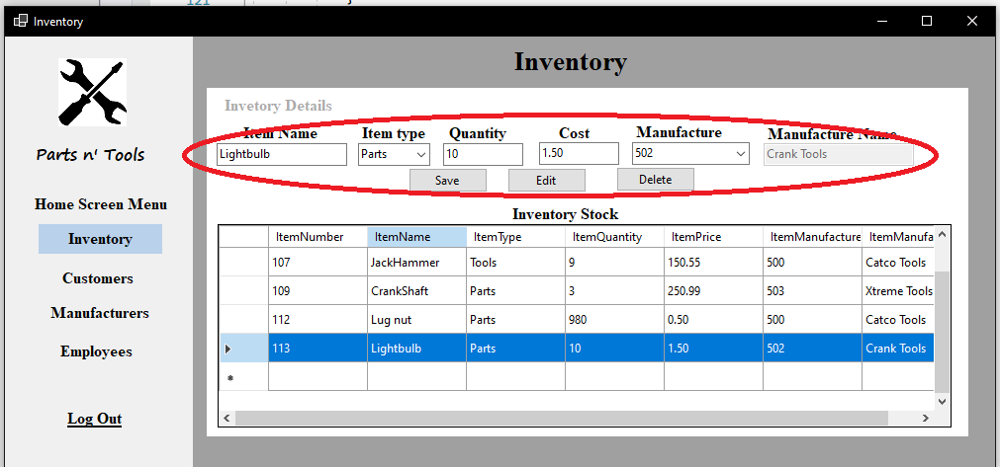 121
Inventory
Inventory
Invetory Details
Item Name Item type Quantity Cost Manufacture Manufacture Name
Lightbulb Parts 10 1.50 502 Crank Tools
Save Edit Delete
Parts n' Tools
Home Screen Menu
Inventory
Customers
Manufacturers
Employees
Log Out
Inventory Stock
ItemNumber ItemName ItemType ItemQuantity ItemPrice ItemManufacture ItemManufa
107 JackHammer Tools 9 150.55 500 Catco Tools
109 CrankShaft Parts 3 250.99 503 Xtreme Tools
112 Lug nut Parts 980 0.50 500 Catco Tools
113 Lightbulb Parts 10 1.50 502 Crank Tools